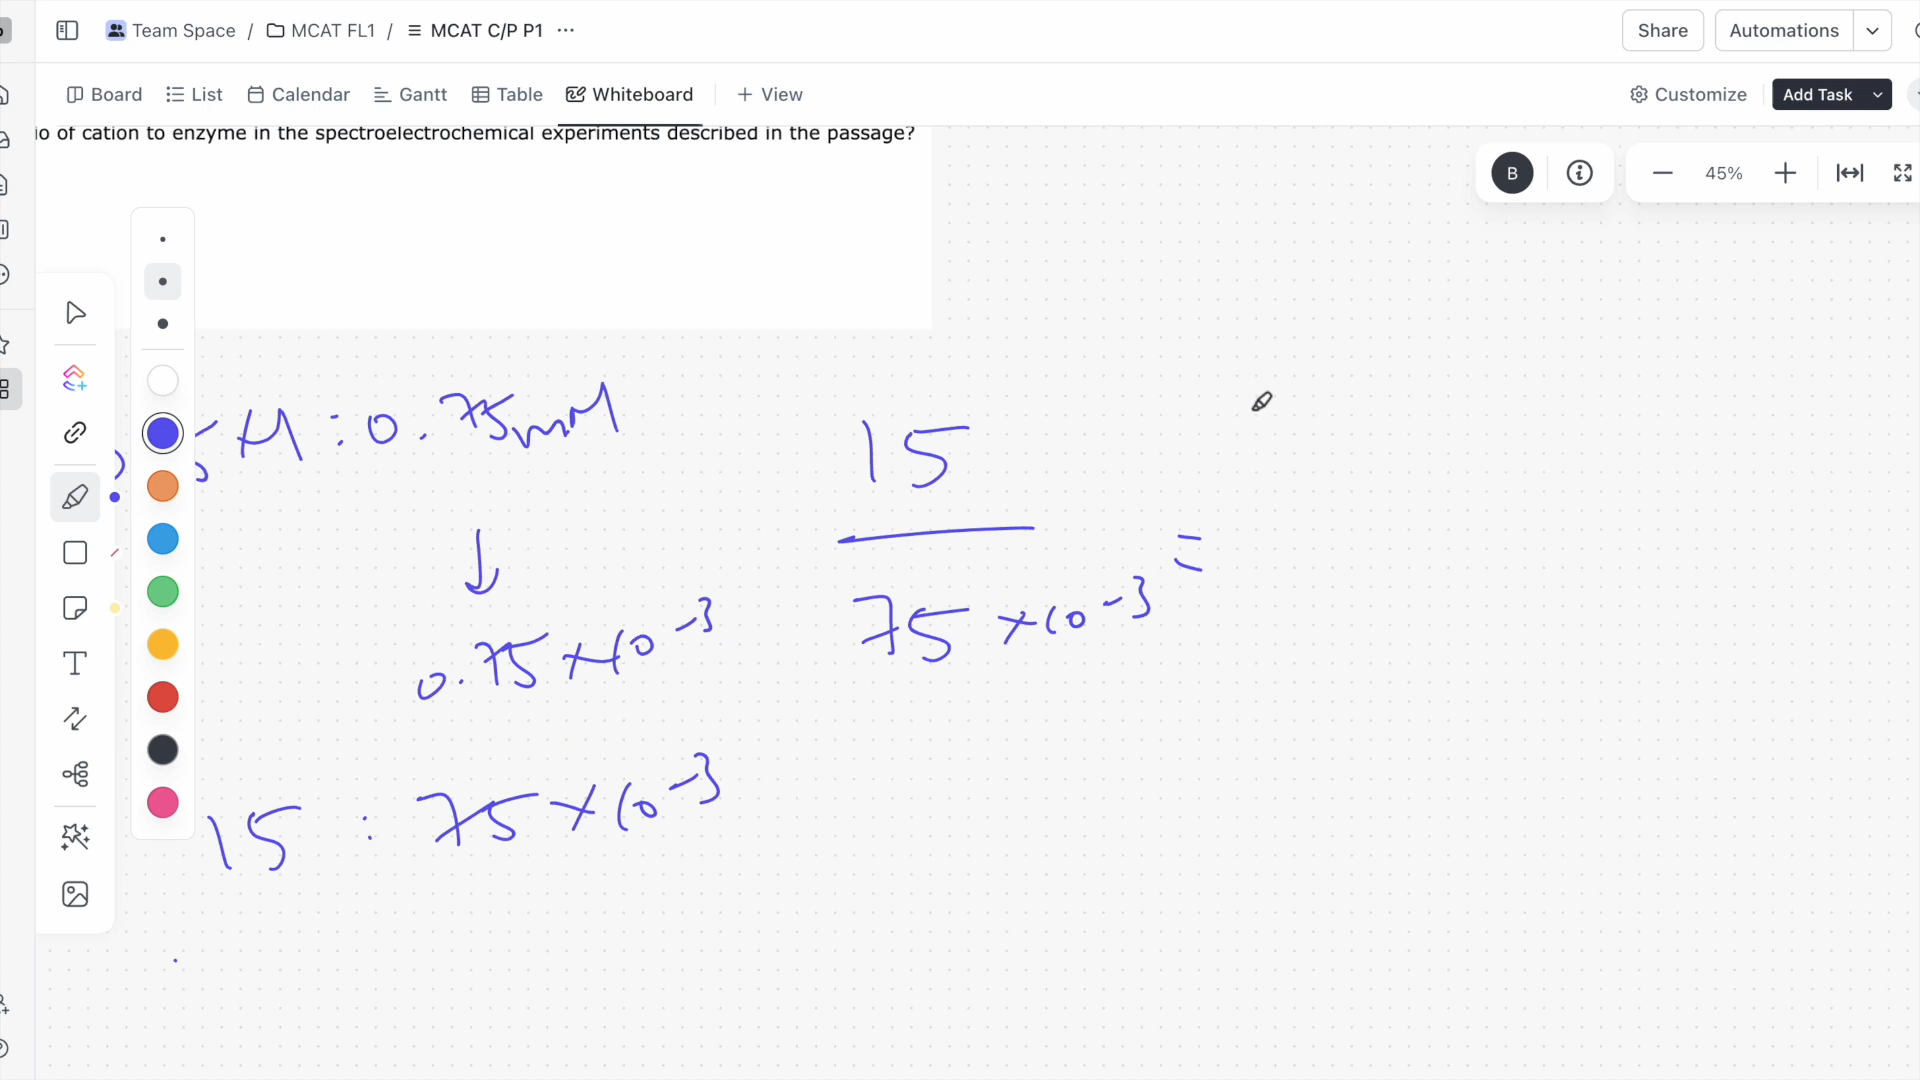 Team Space / MCAT FL1 / MCAT C/P P1 ...
Share
Automations
Board
List
Calendar
Gantt
Table
Whiteboard
+ View
Customize
Add Task
io of cation to enzyme in the spectroelectrochemical experiments described in the passage?
B
45%
5 M : 0.75mM
0.75 x 10 -3
15 : 75 x 10 -3
15
75 x 10 -3 =
T